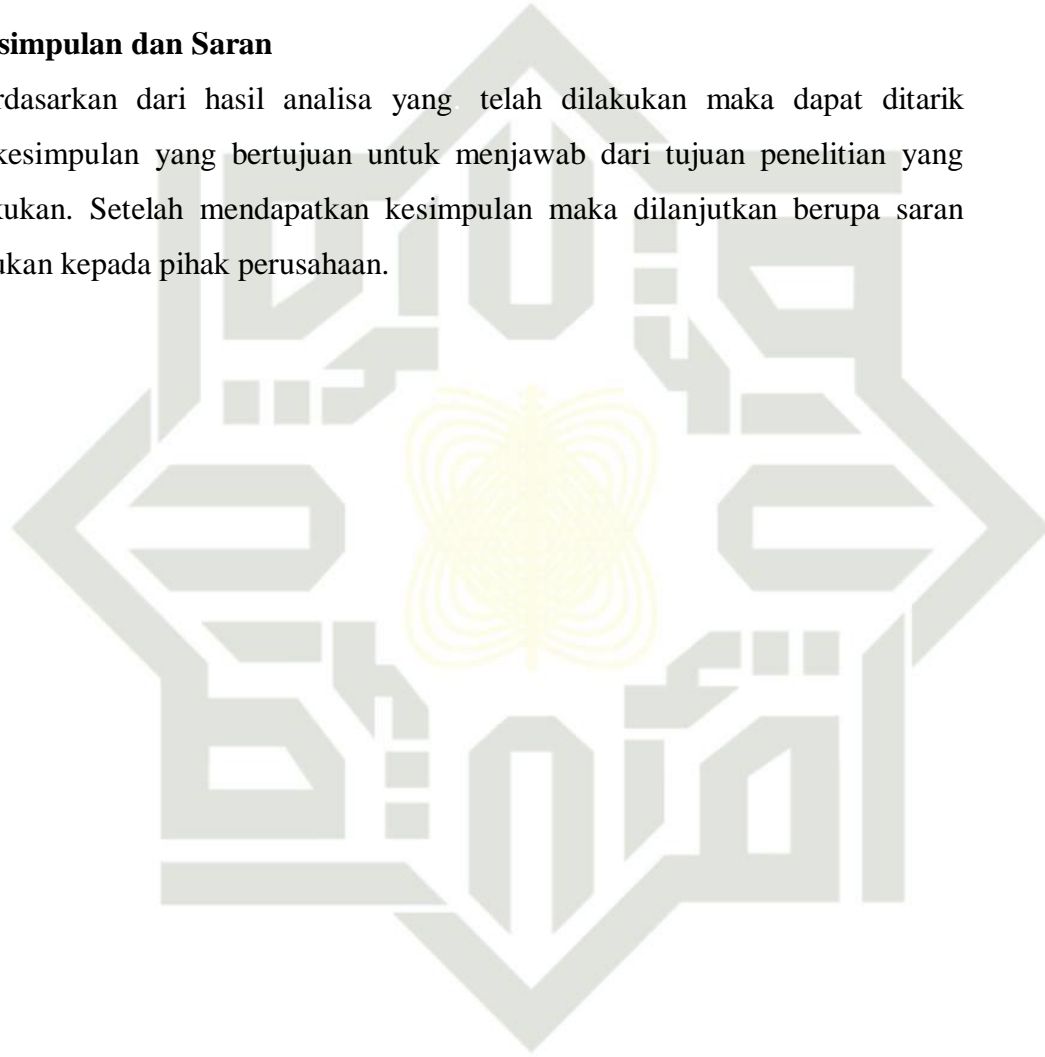 simpulan dan Saran
rdasarkan dari hasil analisa yang. telah dilakukan maka dapat ditarik
kesimpulan yang bertujuan untuk menjawab dari tujuan penelitian yang
kukan. Setelah mendapatkan kesimpulan maka dilanjutkan berupa saran
ukan kepada pihak perusahaan.